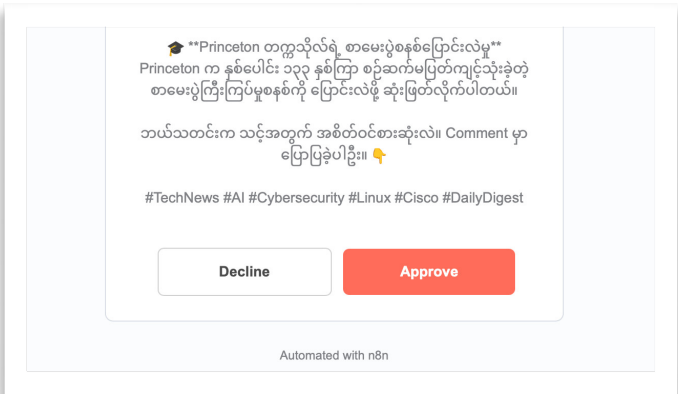 🎓 **Princeton တက္ကသိုလ်ရဲ့ စာမေးပွဲစနစ်ပြောင်းလဲမှု**
Princeton က နှစ်ပေါင်း ၁၃၃ နှစ်ကြာ စဉ်ဆက်မပြတ်ကျင့်သုံးခဲ့တဲ့
စာမေးပွဲကြီးကြပ်မှုစနစ်ကို ပြောင်းလဲဖို့ ဆုံးဖြတ်လိုက်ပါတယ်။
ဘယ်သတင်းက သင့်အတွက် အစိတ်ဝင်စားဆုံးလဲ။ Comment မှာ
ပြောပြခဲ့ပါဦး။ 👇
#TechNews #AI #Cybersecurity #Linux #Cisco #DailyDigest
Decline
Approve
Automated with n8n